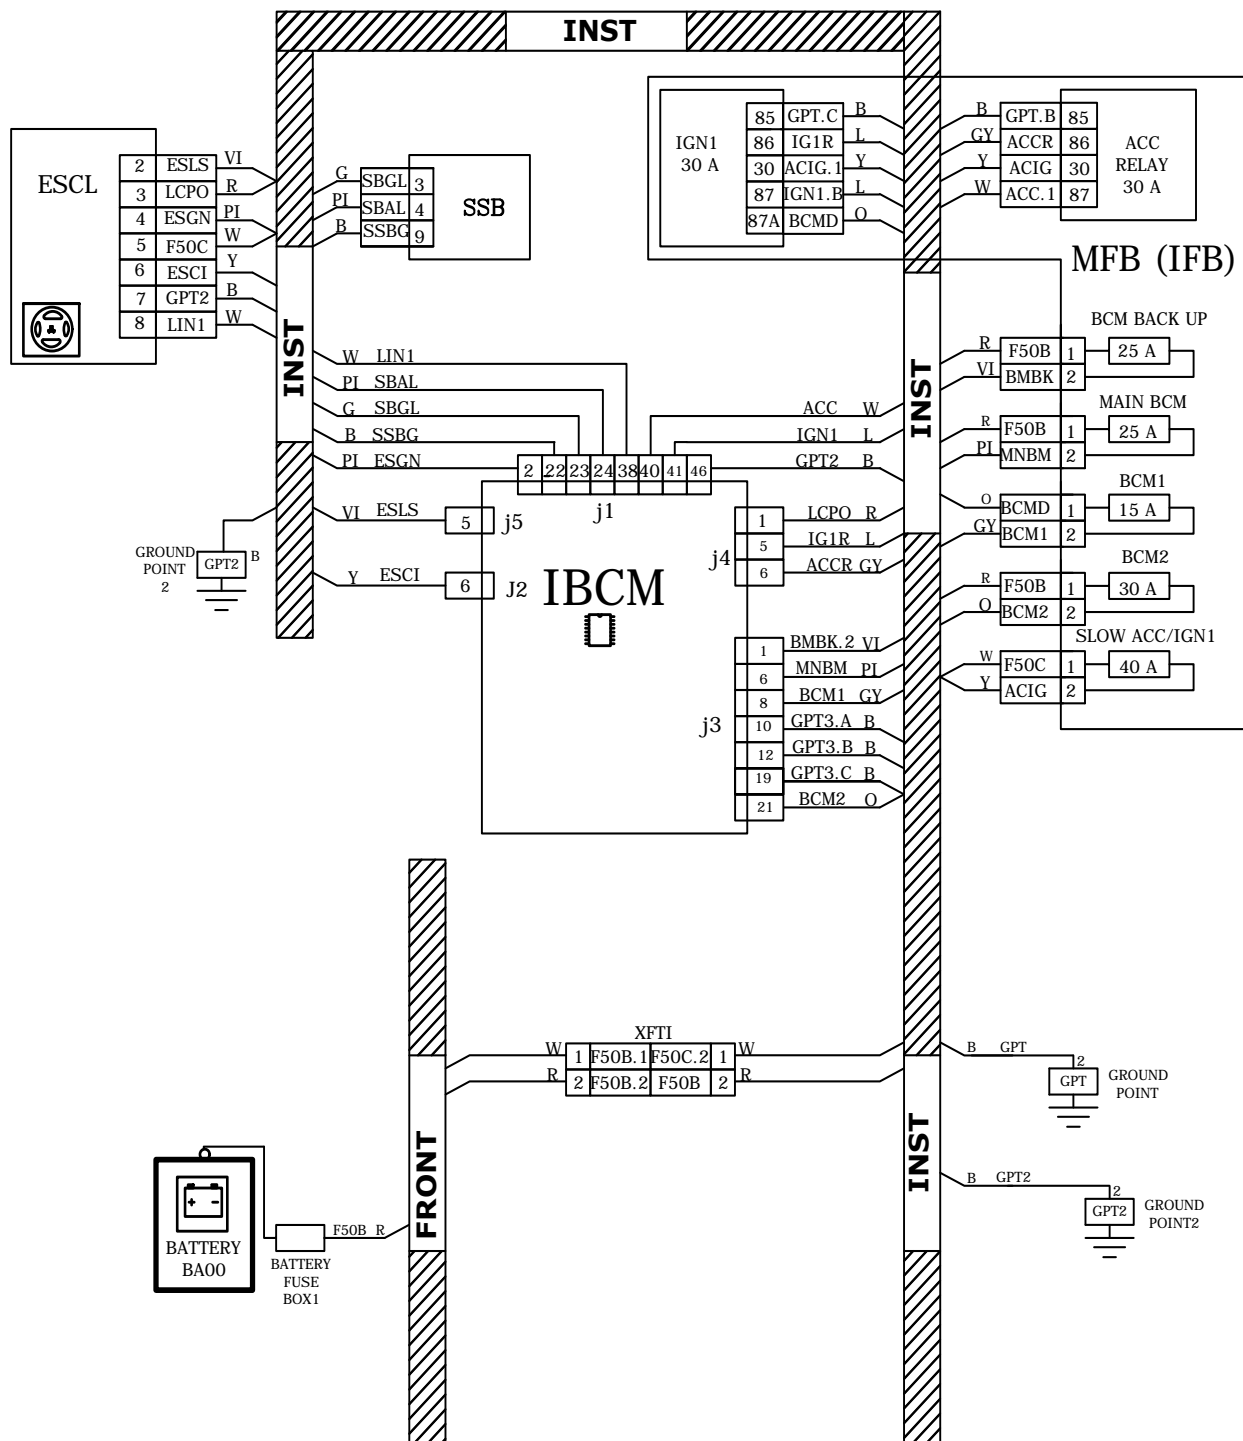 INST
ESCL
2 ESLS VI
3 LCPO R
4 ESGN PI
5 F50C W
6 ESCI Y
7 GPT2 B
8 LIN1 W
G SBGL 3
PI SBAL 4
B SSBG 9
SSB
IGN1
30 A
85 GPT.C B
86 IG1R L
30 ACIG.1 Y
87 IGN1.B L
87A BCMD O
B GPT.B 85
GY ACCR 86
Y ACIG 30
W ACC.1 87
ACC
RELAY
30 A
MFB (IFB)
INST
INST
BCM BACK UP
R F50B 1 25 A
VI BMBK 2
MAIN BCM
R F50B 1 25 A
PI MNBM 2
BCM1
O BCMD 1 15 A
GY BCM1 2
BCM2
R F50B 1 30 A
O BCM2 2
SLOW ACC/IGN1
W F50C 1 40 A
Y ACIG 2
W LIN1
PI SBAL
G SBGL
B SSBG
PI ESGN
ACC W
IGN1 L
GPT2 B
2 22 23 24 38 40 41 46
j1
VI ESLS 5 j5
Y ESCI 6 J2
GROUND
POINT
2
GPT2 B
IBCM
j4
1 LCPO R
5 IG1R L
6 ACCR GY
j3
1 BMBK.2 VI
6 MNBM PI
8 BCM1 GY
10 GPT3.A B
12 GPT3.B B
19 GPT3.C B
21 BCM2 O
XFTI
W 1 F50B.1 F50C.2 1 W
R 2 F50B.2 F50B 2 R
FRONT
INST
B GPT 2
GPT
GROUND
POINT
B GPT2 2
GPT2
GROUND
POINT2
+ -
BATTERY
BA00
BATTERY
FUSE
BOX1
F50B R